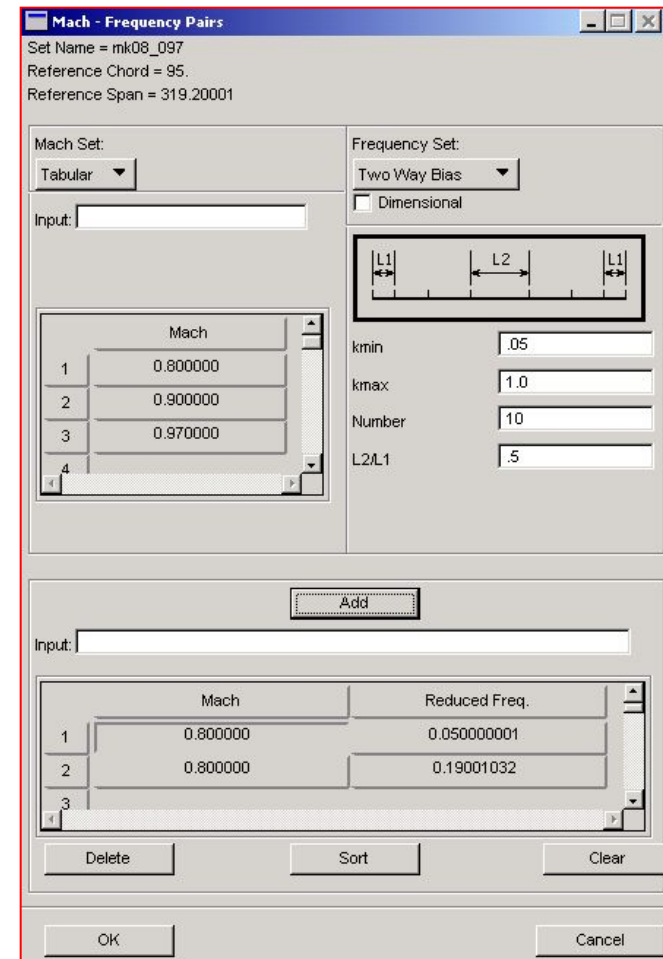 Mach - Frequency Pairs
Set Name = mk08_097
Reference Chord = 95.
Reference Span = 319.20001
Mach Set:
Tabular
Input:
Mach
1 0.800000
2 0.900000
3 0.970000
4
Frequency Set:
Two Way Bias
Dimensional
L1 L2 L1
kmin .05
kmax 1.0
Number 10
L2/L1 .5
Add
Input:
Mach Reduced Freq.
1 0.800000 0.050000001
2 0.800000 0.19001032
3
Delete Sort Clear
OK Cancel